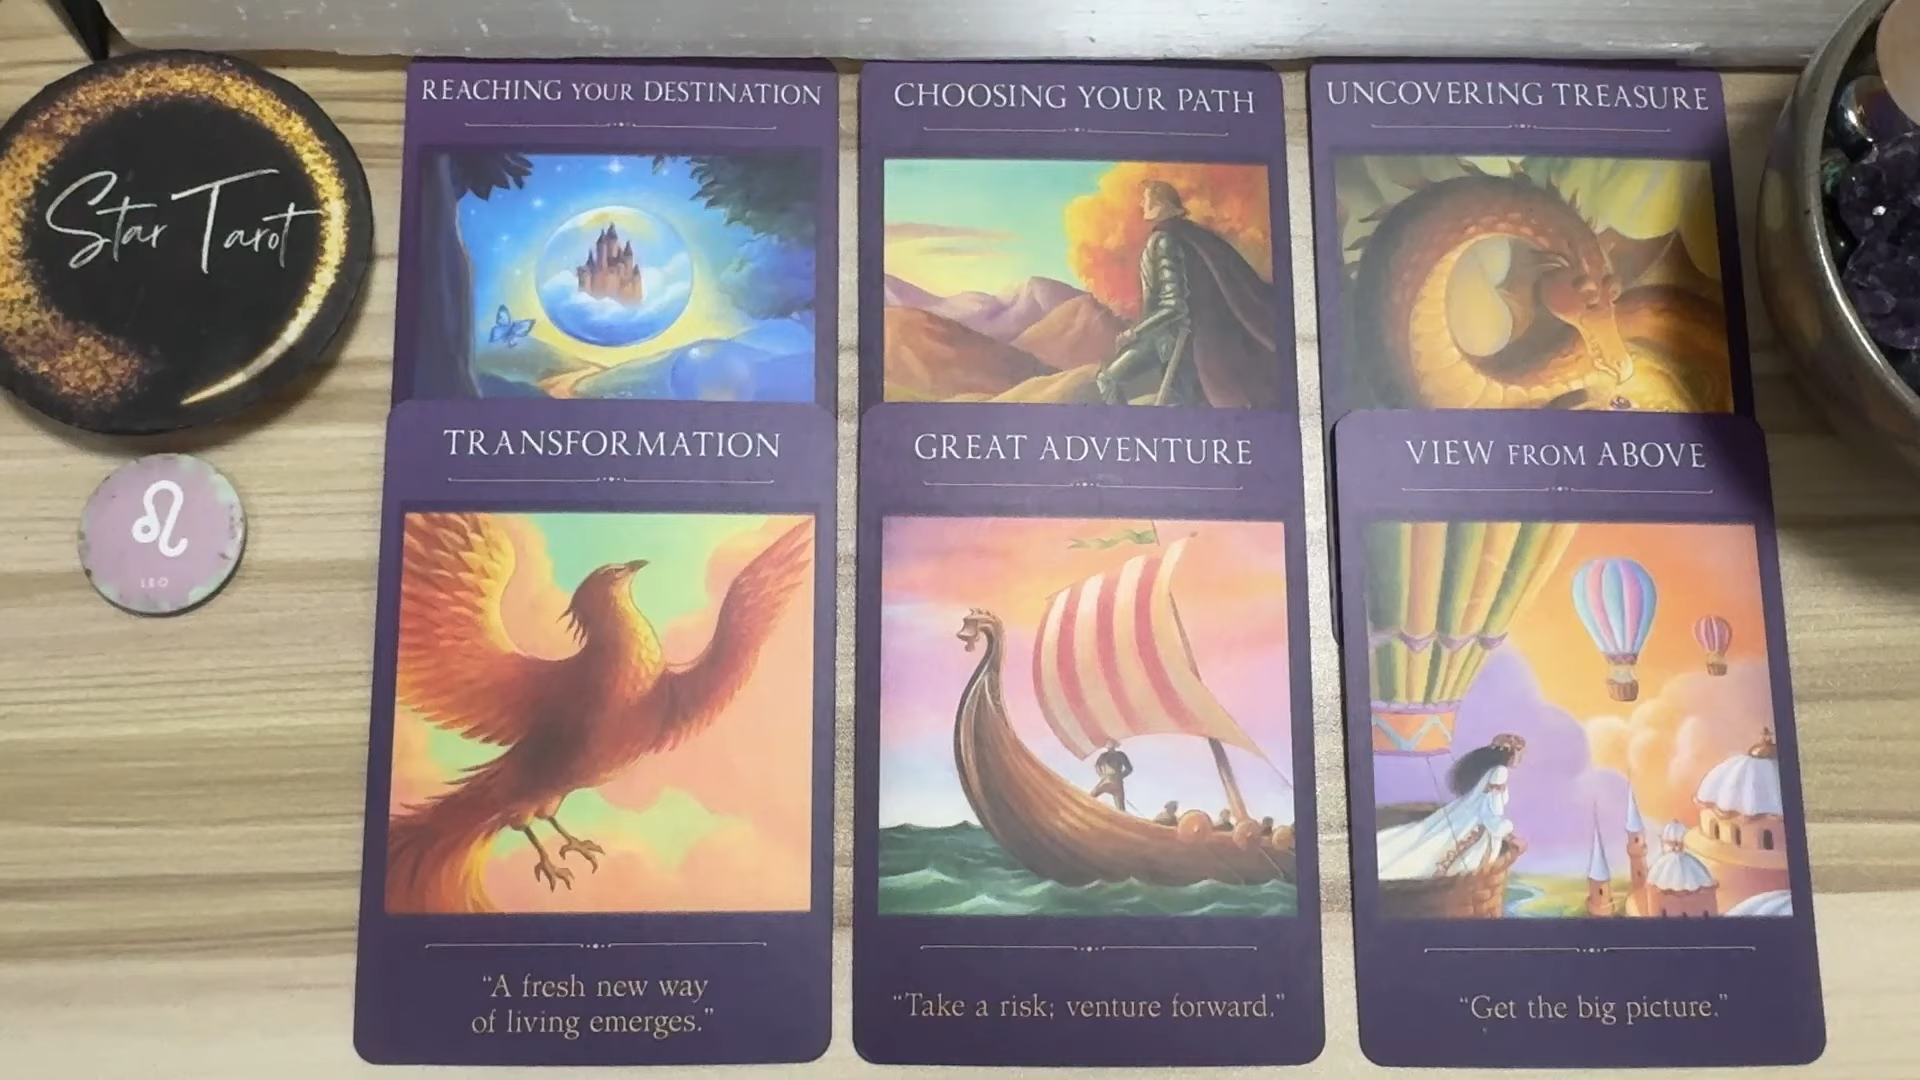 Star Tarot
LEO
REACHING YOUR DESTINATION
CHOOSING YOUR PATH
UNCOVERING TREASURE
TRANSFORMATION
GREAT ADVENTURE
VIEW FROM ABOVE
“A fresh new way
of living emerges.”
“Take a risk; venture forward.”
“Get the big picture.”